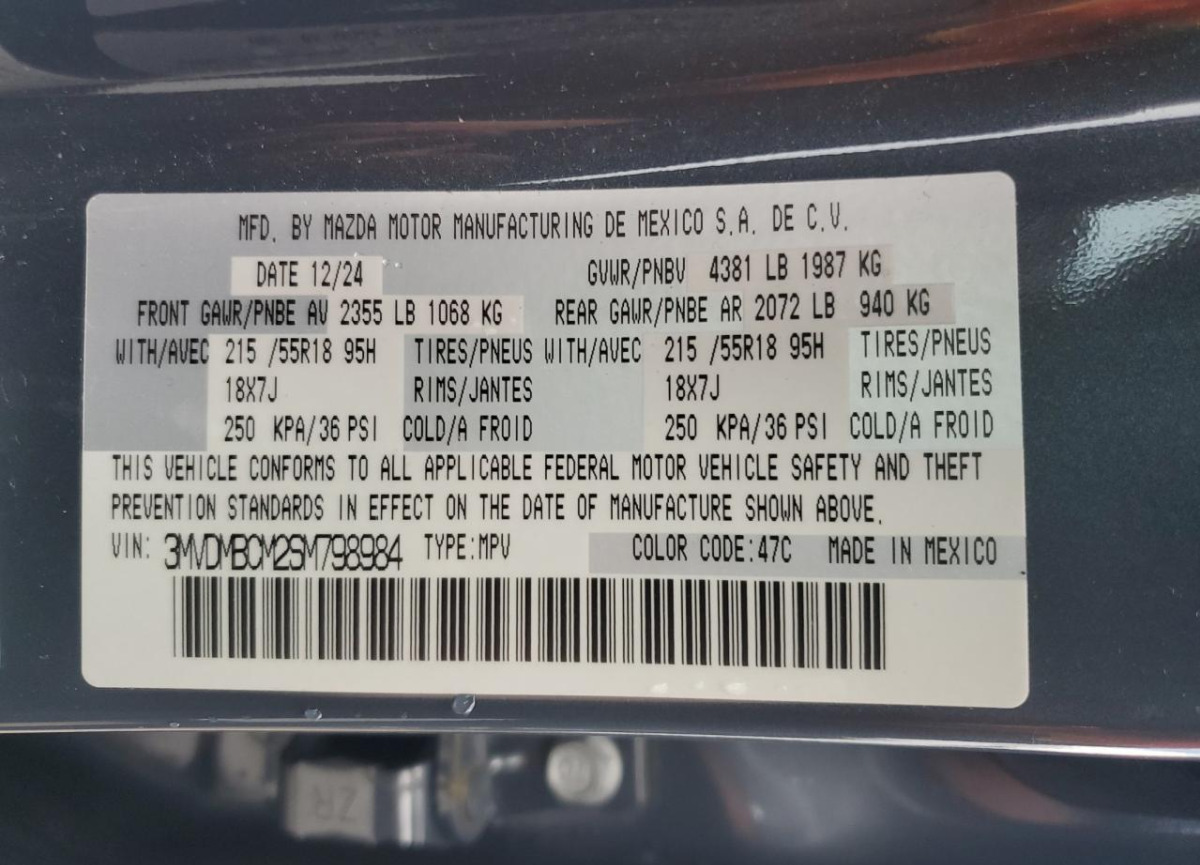 MFD. BY MAZDA MOTOR MANUFACTURING DE MEXICO S.A. DE C.V.
DATE 12/24 GVWR/PNBV 4381 LB 1987 KG
FRONT GAWR/PNBE AV 2355 LB 1068 KG REAR GAWR/PNBE AR 2072 LB 940 KG
WITH/AVEC 215 /55R18 95H TIRES/PNEUS WITH/AVEC 215 /55R18 95H TIRES/PNEUS
18X7J RIMS/JANTES 18X7J RIMS/JANTES
250 KPA/36 PSI COLD/A FROID 250 KPA/36 PSI COLD/A FROID
THIS VEHICLE CONFORMS TO ALL APPLICABLE FEDERAL MOTOR VEHICLE SAFETY AND THEFT
PREVENTION STANDARDS IN EFFECT ON THE DATE OF MANUFACTURE SHOWN ABOVE.
VIN: 3MVDMBCM2SM798984 TYPE:MPV COLOR CODE:47C MADE IN MEXICO